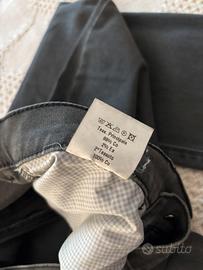 Tess. Principale
98% Co
2% Ea
2° Tessuto
100% Co
subito